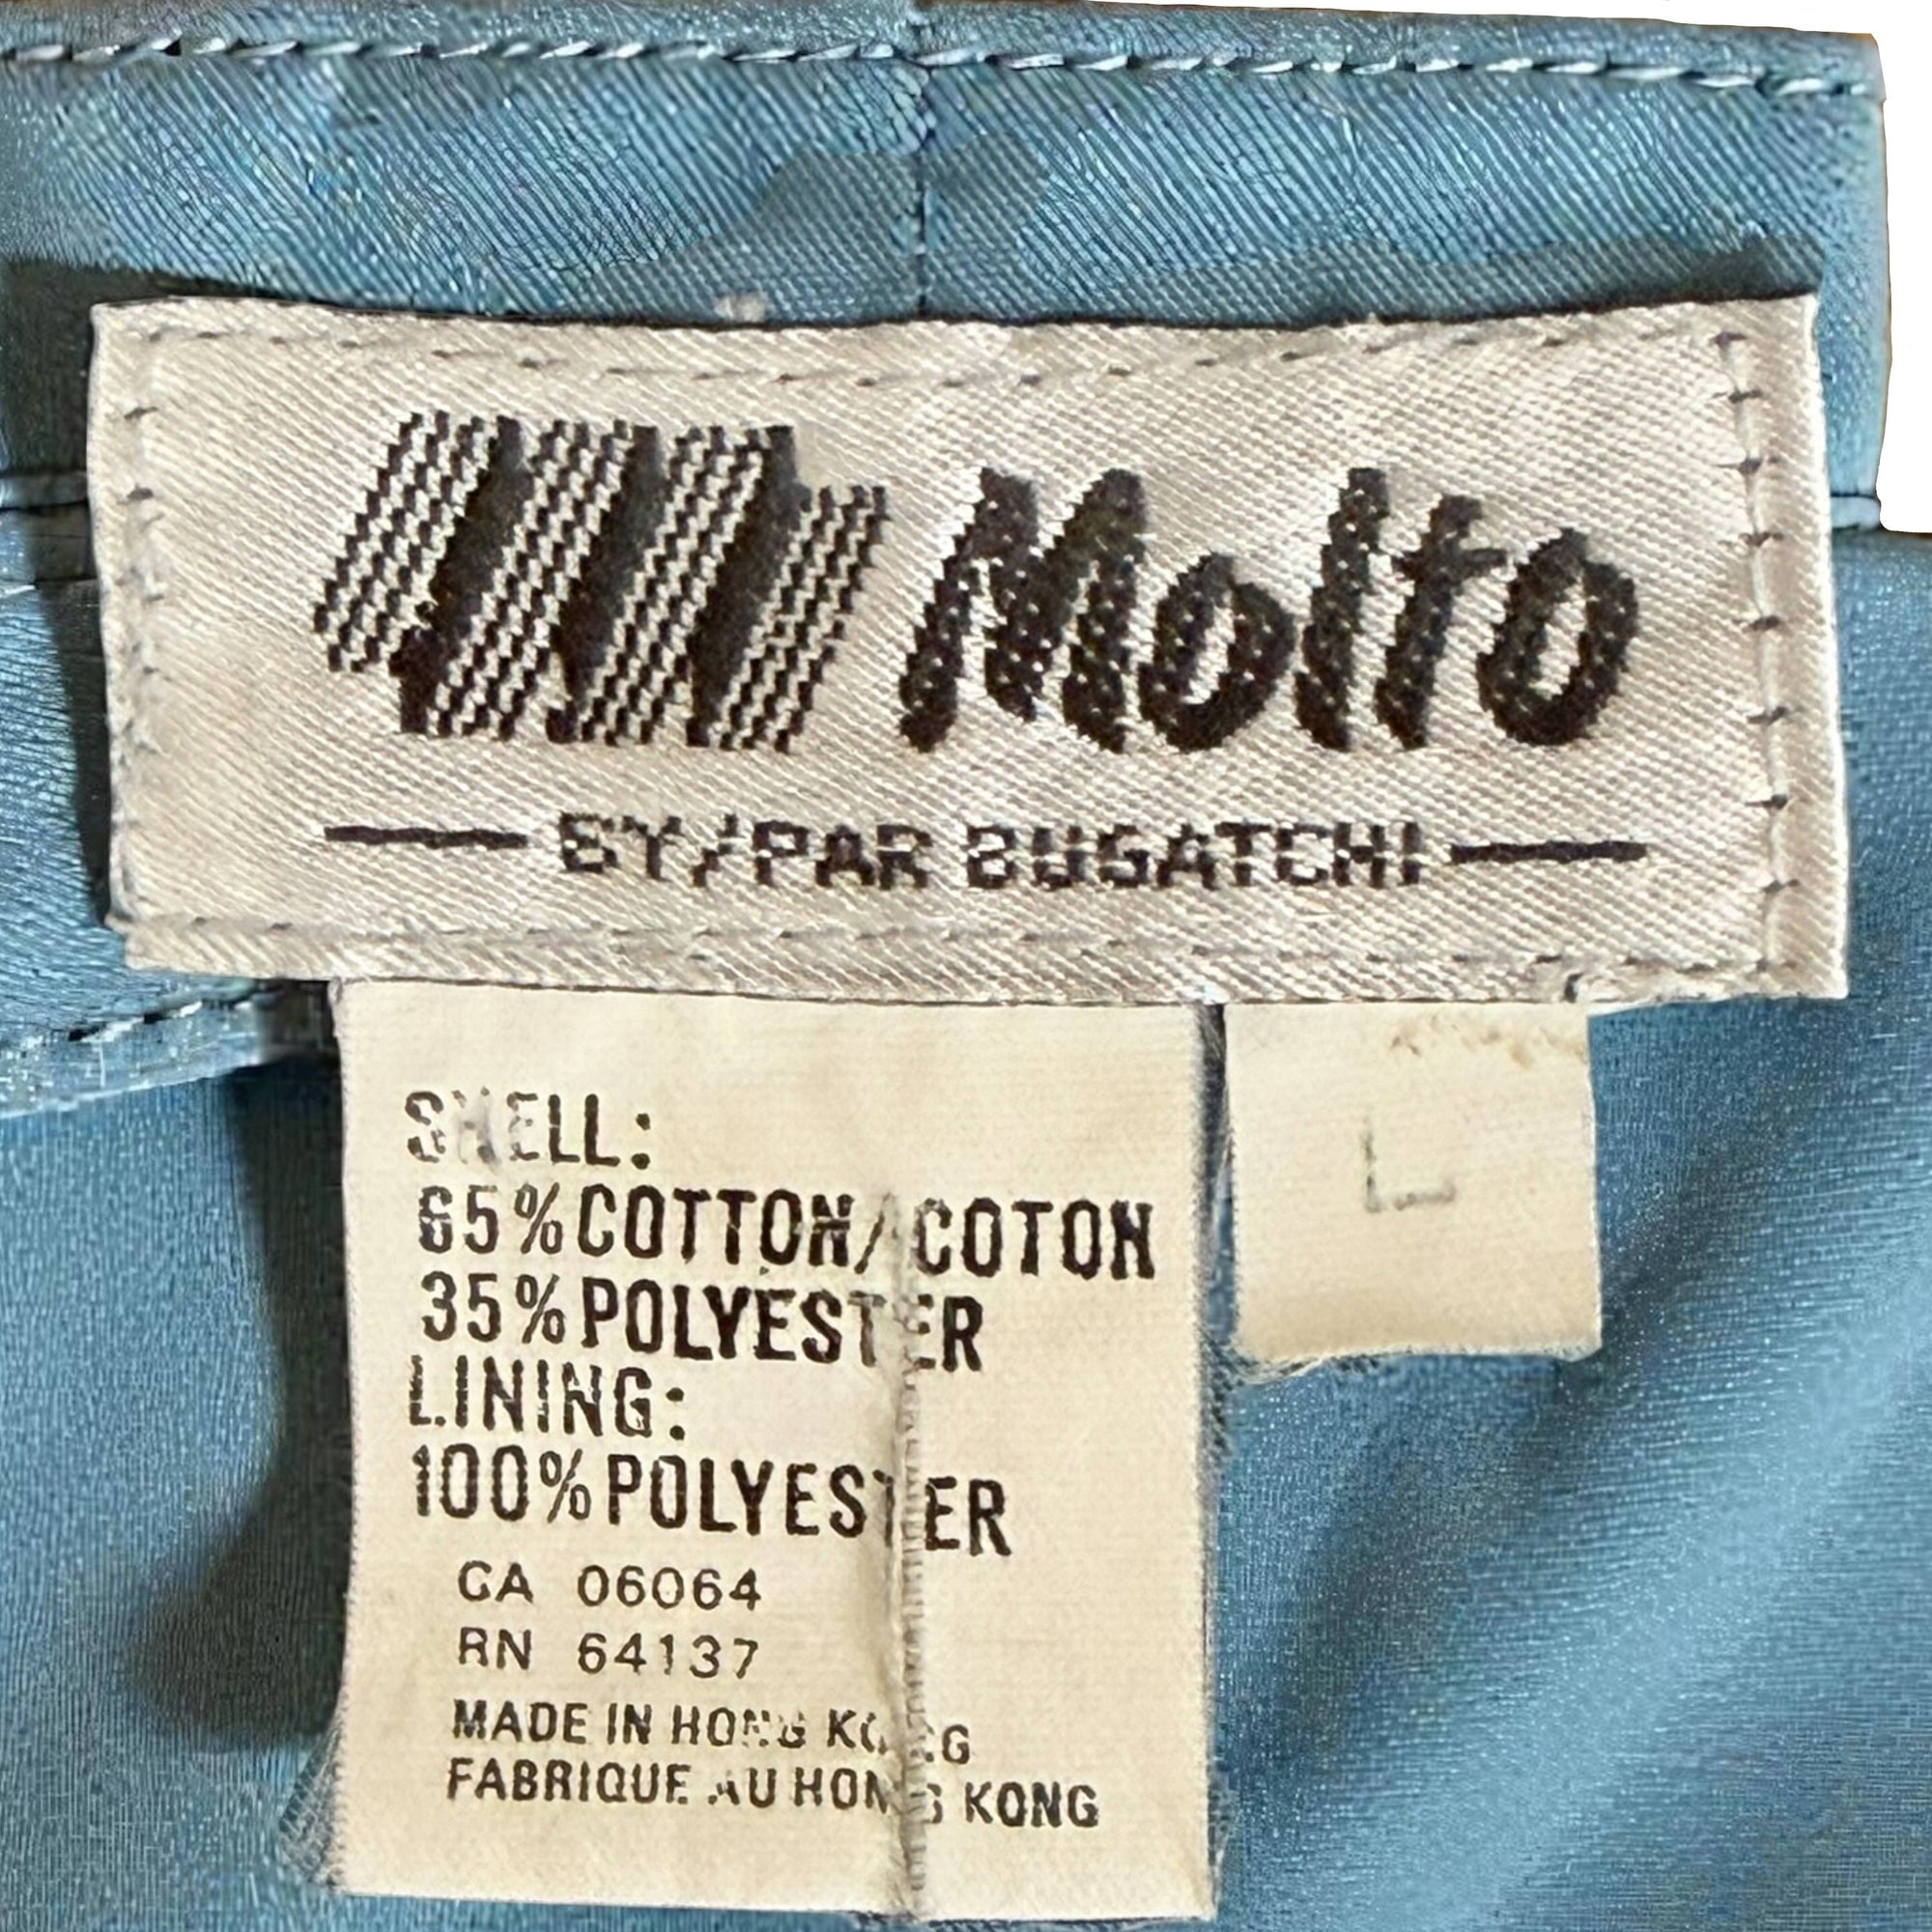 Molto
BY/PAR BUGATCHI
SHELL:
65%COTTON/COTON
35%POLYESTER
LINING:
100%POLYESTER
CA 06064
RN 64137
MADE IN HONG KONG
FABRIQUE AU HONG KONG
L